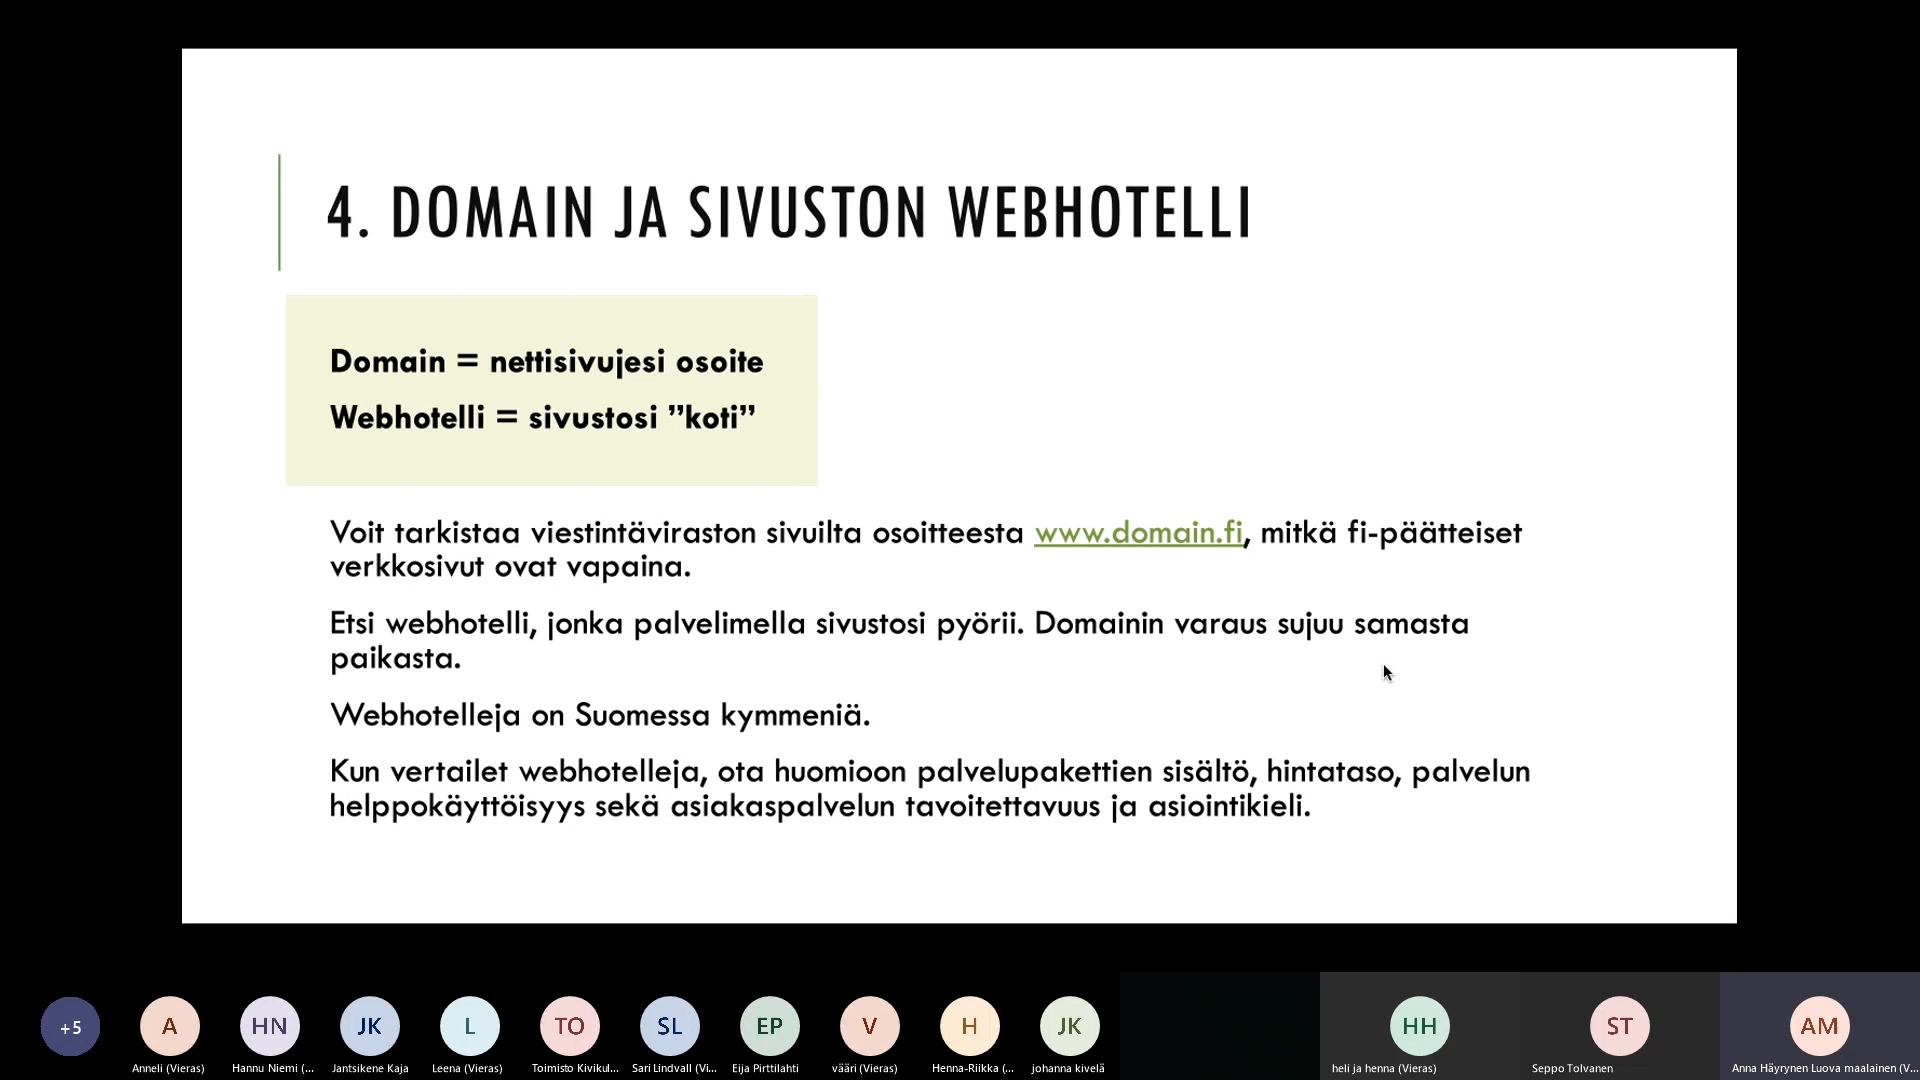 4. DOMAIN JA SIVUSTON WEBHOTELLI
Domain = nettisivujesi osoite
Webhotelli = sivustosi ”koti”
Voit tarkistaa viestintäviraston sivuilta osoitteesta www.domain.fi, mitkä fi-päätteiset
verkkosivut ovat vapaina.
Etsi webhotelli, jonka palvelimella sivustosi pyörii. Domainin varaus sujuu samasta
paikasta.
Webhotelleja on Suomessa kymmeniä.
Kun vertailet webhotelleja, ota huomioon palvelupakettien sisältö, hintataso, palvelun
helppokäyttöisyys sekä asiakaspalvelun tavoitettavuus ja asiointikieli.
+5 A HN JK L TO SL EP V H JK HH ST AM
Anneli (Vieras) Hannu Niemi (... Jantsikene Kaja Leena (Vieras) Toimisto Kivikul... Sari Lindvall (Vi... Eija Pirttilahti vääri (Vieras) Henna-Riikka (... johanna kivelä heli ja henna (Vieras) Seppo Tolvanen Anna Häyrynen Luova maalainen (V...